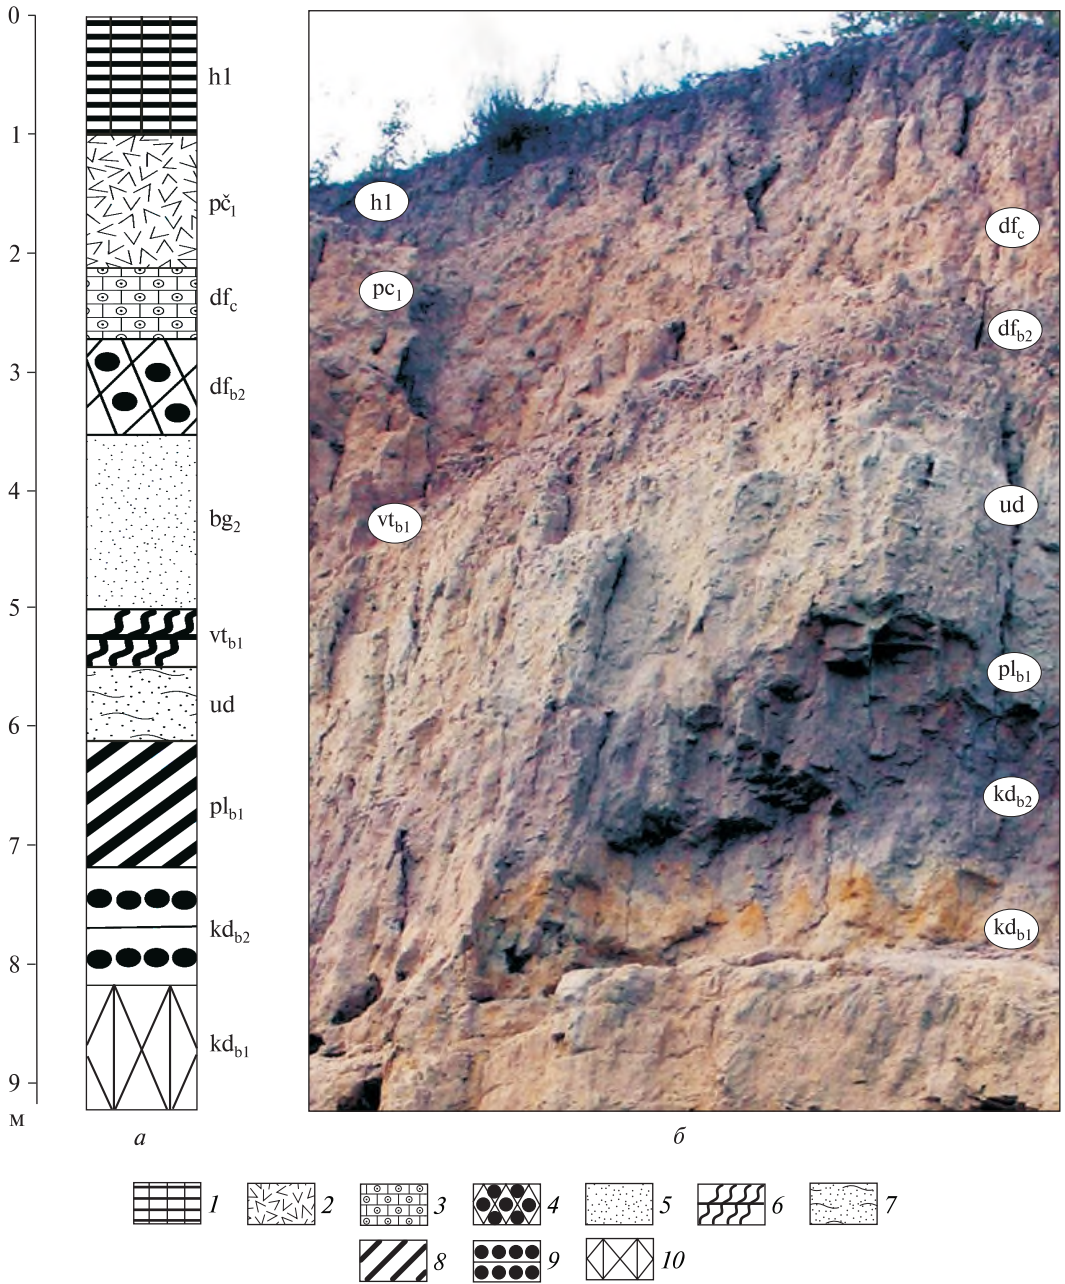 0
1
2
3
4
5
6
7
8
9
м
h1
pč1
dfc
dfb2
bg2
vtb1
ud
plb1
kdb2
kdb1
а
h1
pc1
vtb1
dfc
dfb2
ud
plb1
kdb2
kdb1
б
1 2 3 4 5 6 7
8 9 10